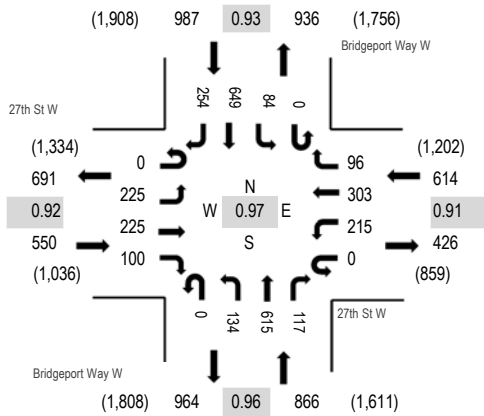 (1,908) 987 0.93 936 (1,756)
Bridgeport Way W
254 649 84 0
27th St W
(1,334) (1,202)
0 96
691 614
225 N 303
0.92 W 0.97 E 0.91
225 S 215
550 426
100 0
(1,036) (859)
0 134 615 117
27th St W
Bridgeport Way W
(1,808) 964 0.96 866 (1,611)